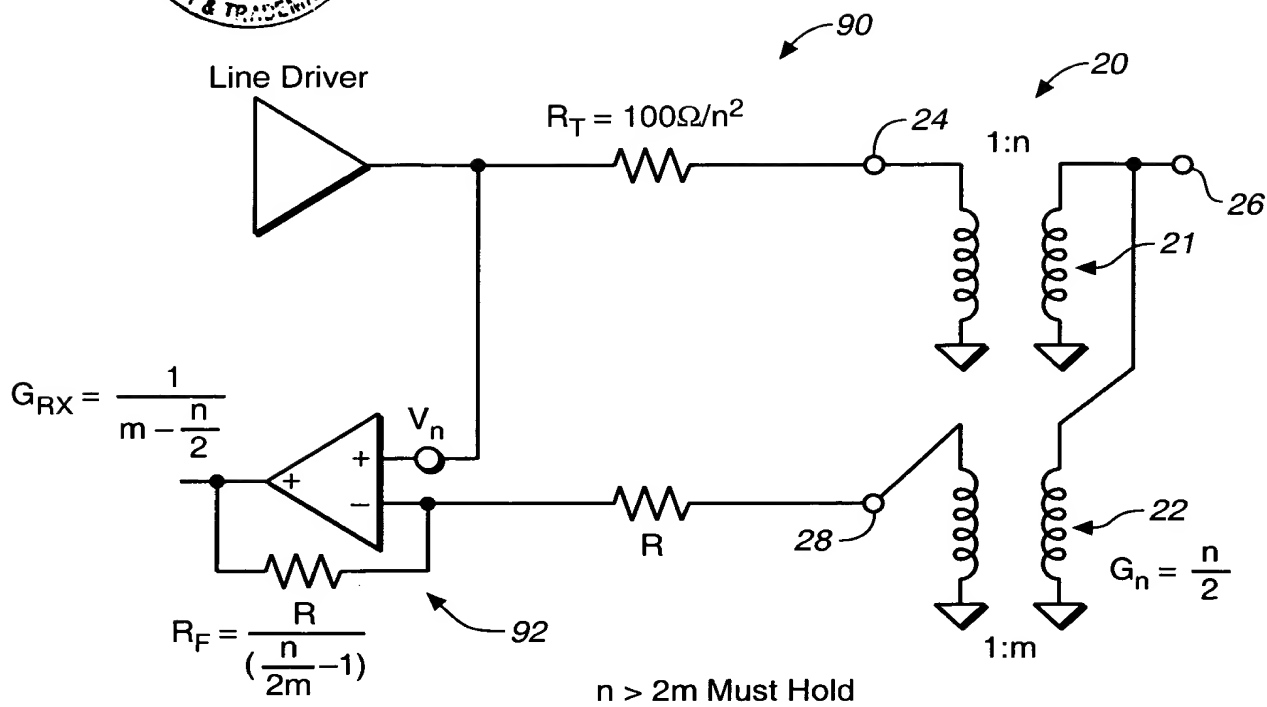 & TRADEM
90
Line Driver
20
R_T = 100Ω/n²
24
1:n
26
21
G_RX = 1 / (m – n/2)
V_n
+
+
–
R
28
22
G_n = n/2
R_F = R / (n/2m –1)
92
1:m
n > 2m Must Hold